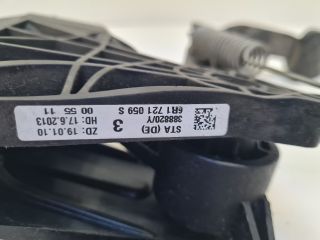 STA (DE)
388820/Y
6R1 721 059 S
3
ZD: 19.01.10
HD: 17.6.2013
00 55 11